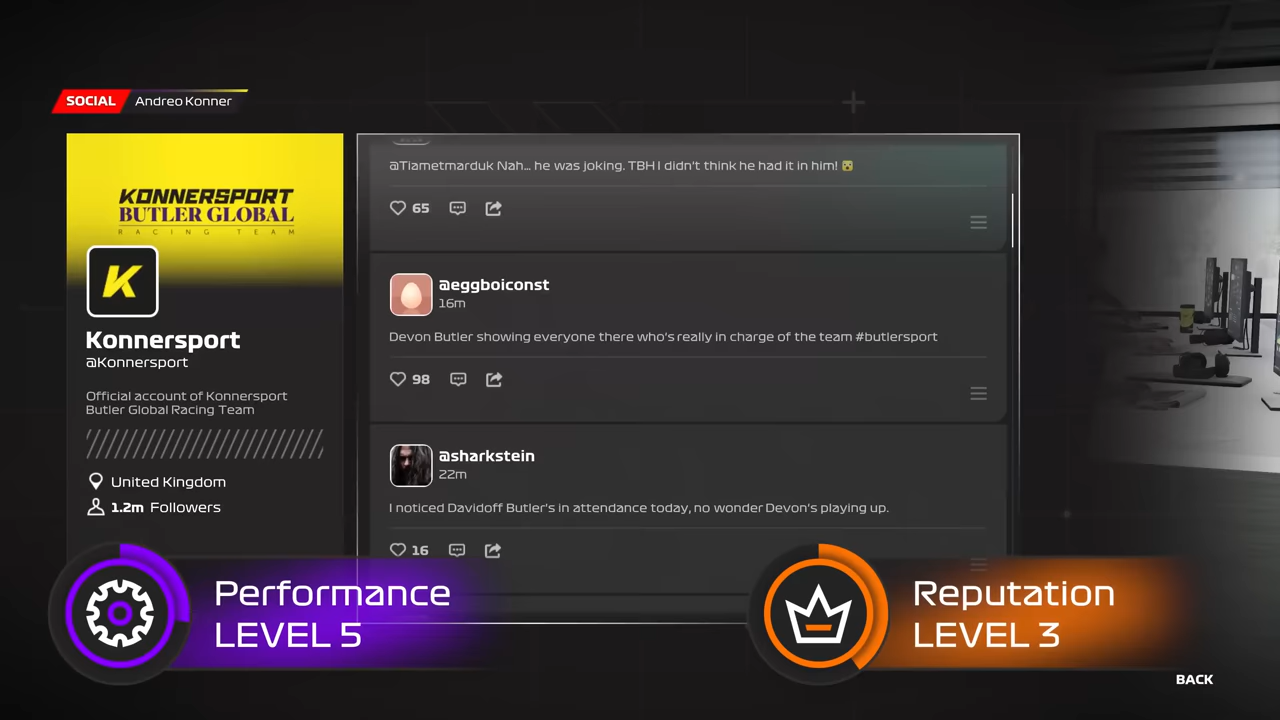 SOCIAL Andreo Konner
KONNERSPORT
BUTLER GLOBAL
RACING TEAM
K
Konnersport
@Konnersport
Official account of Konnersport
Butler Global Racing Team
United Kingdom
1.2m Followers
@Tiametmarduk Nah... he was joking. TBH I didn't think he had it in him! 😵
65
@eggboiconst
16m
Devon Butler showing everyone there who's really in charge of the team #butlersport
98
@sharkstein
22m
I noticed Davidoff Butler's in attendance today, no wonder Devon's playing up.
16
Performance
LEVEL 5
Reputation
LEVEL 3
BACK